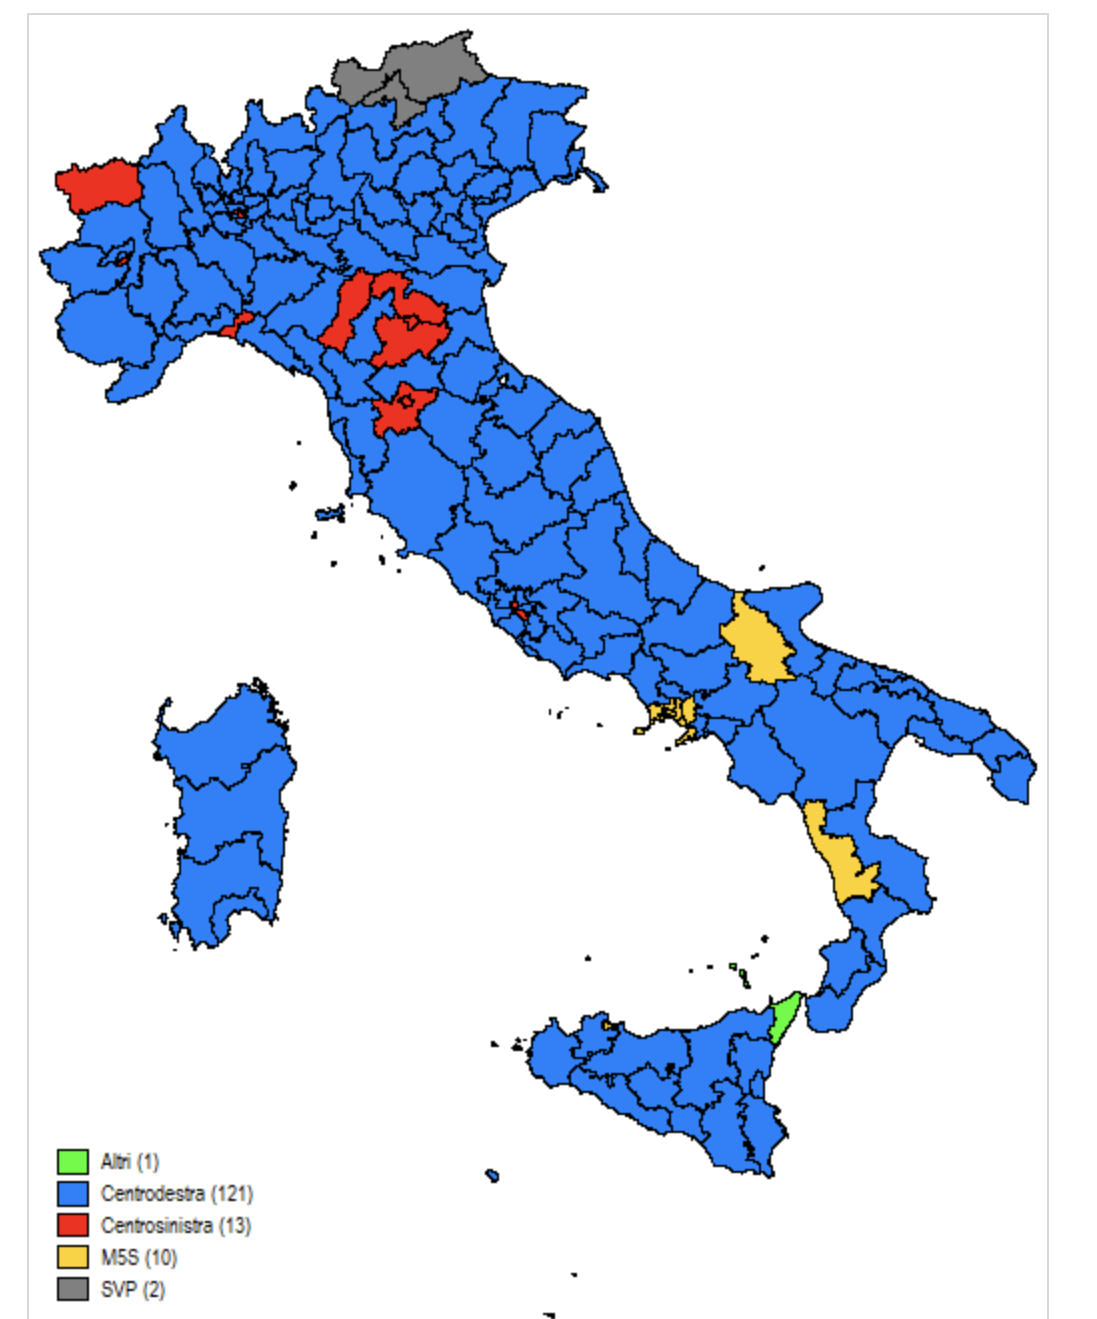 Altri (1)
Centrodestra (121)
Centrosinistra (13)
M5S (10)
SVP (2)